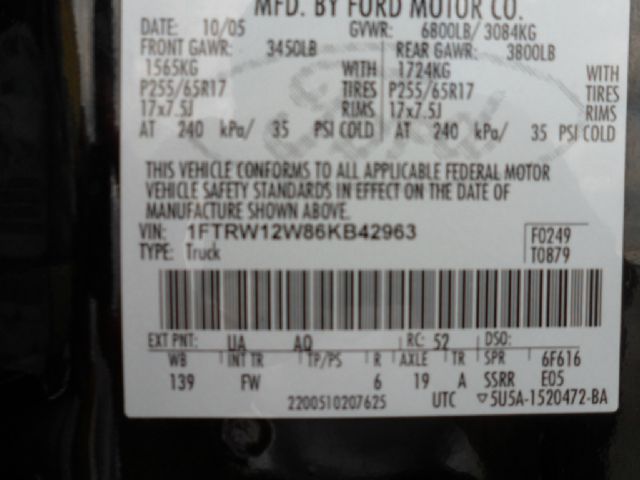 MFD. BY FORD MOTOR CO.
DATE: 10/05 GVWR: 6800LB/ 3084KG
FRONT GAWR: 3450LB REAR GAWR: 3800LB
1565KG WITH 1724KG WITH
P255/65R17 TIRES P255/65R17 TIRES
17x7.5J RIMS 17x7.5J RIMS
AT 240 kPa/ 35 PSI COLD AT 240 kPa/ 35 PSI COLD
THIS VEHICLE CONFORMS TO ALL APPLICABLE FEDERAL MOTOR
VEHICLE SAFETY STANDARDS IN EFFECT ON THE DATE OF
MANUFACTURE SHOWN ABOVE.
VIN: 1FTRW12W86KB42963 F0249
TYPE: Truck T0879
EXT PNT: UA AQ RC: 52 DSO:
WB INT TR TP/PS R AXLE TR SPR 6F616
139 FW 6 19 A SSRR E05
2200510207625 UTC ▽5U5A-1520472-BA